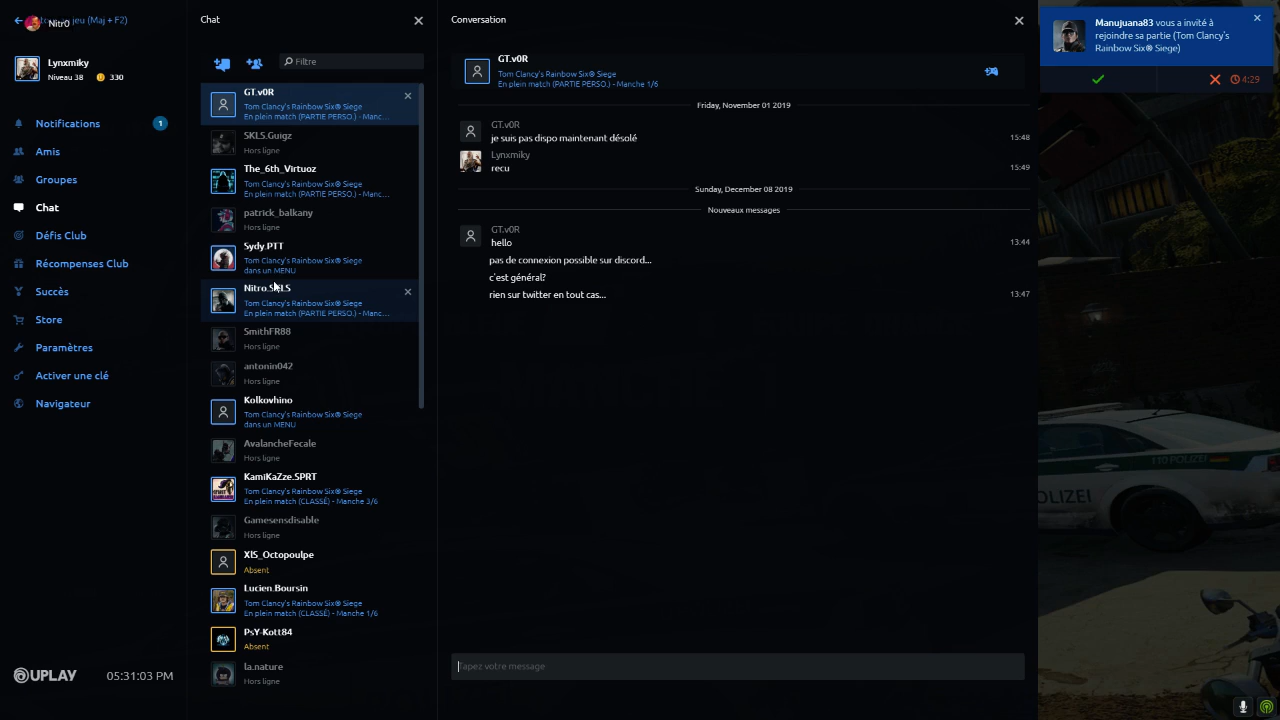 Nitr0
jeu (Maj + F2)
Lynxmiky
Niveau 38
330
Notifications
1
Amis
Groupes
Chat
Défis Club
Récompenses Club
Succès
Store
Paramètres
Activer une clé
Navigateur
UPLAY
05:31:03 PM
Chat
Filtre
GT.v0R
Tom Clancy's Rainbow Six® Siege
En plein match (PARTIE PERSO.) - Manc...
SKLS.Guigz
Hors ligne
The_6th_Virtuoz
Tom Clancy's Rainbow Six® Siege
En plein match (PARTIE PERSO.) - Manc...
patrick_balkany
Hors ligne
Sydy.PTT
Tom Clancy's Rainbow Six® Siege
dans un MENU
Nitro.SKLS
Tom Clancy's Rainbow Six® Siege
En plein match (PARTIE PERSO.) - Manc...
SmithFR88
Hors ligne
antonin042
Hors ligne
Kolkovhino
Tom Clancy's Rainbow Six® Siege
dans un MENU
AvalancheFecale
Hors ligne
KamiKaZze.SPRT
Tom Clancy's Rainbow Six® Siege
En plein match (CLASSÉ) - Manche 3/6
Gamesensdisable
Hors ligne
XlS_Octopoulpe
Absent
Lucien.Boursin
Tom Clancy's Rainbow Six® Siege
En plein match (CLASSÉ) - Manche 1/6
PsY-Kott84
Absent
la.nature
Hors ligne
Conversation
GT.v0R
Tom Clancy's Rainbow Six® Siege
En plein match (PARTIE PERSO.) - Manche 1/6
Friday, November 01 2019
GT.v0R
je suis pas dispo maintenant désolé
15:48
Lynxmiky
recu
15:49
Sunday, December 08 2019
Nouveaux messages
GT.v0R
hello
13:44
pas de connexion possible sur discord...
c'est général?
rien sur twitter en tout cas...
13:47
Tapez votre message
Manujuana83 vous a invité à
rejoindre sa partie (Tom Clancy's
Rainbow Six® Siege)
4:29
110 POLIZEI
OLIZEI